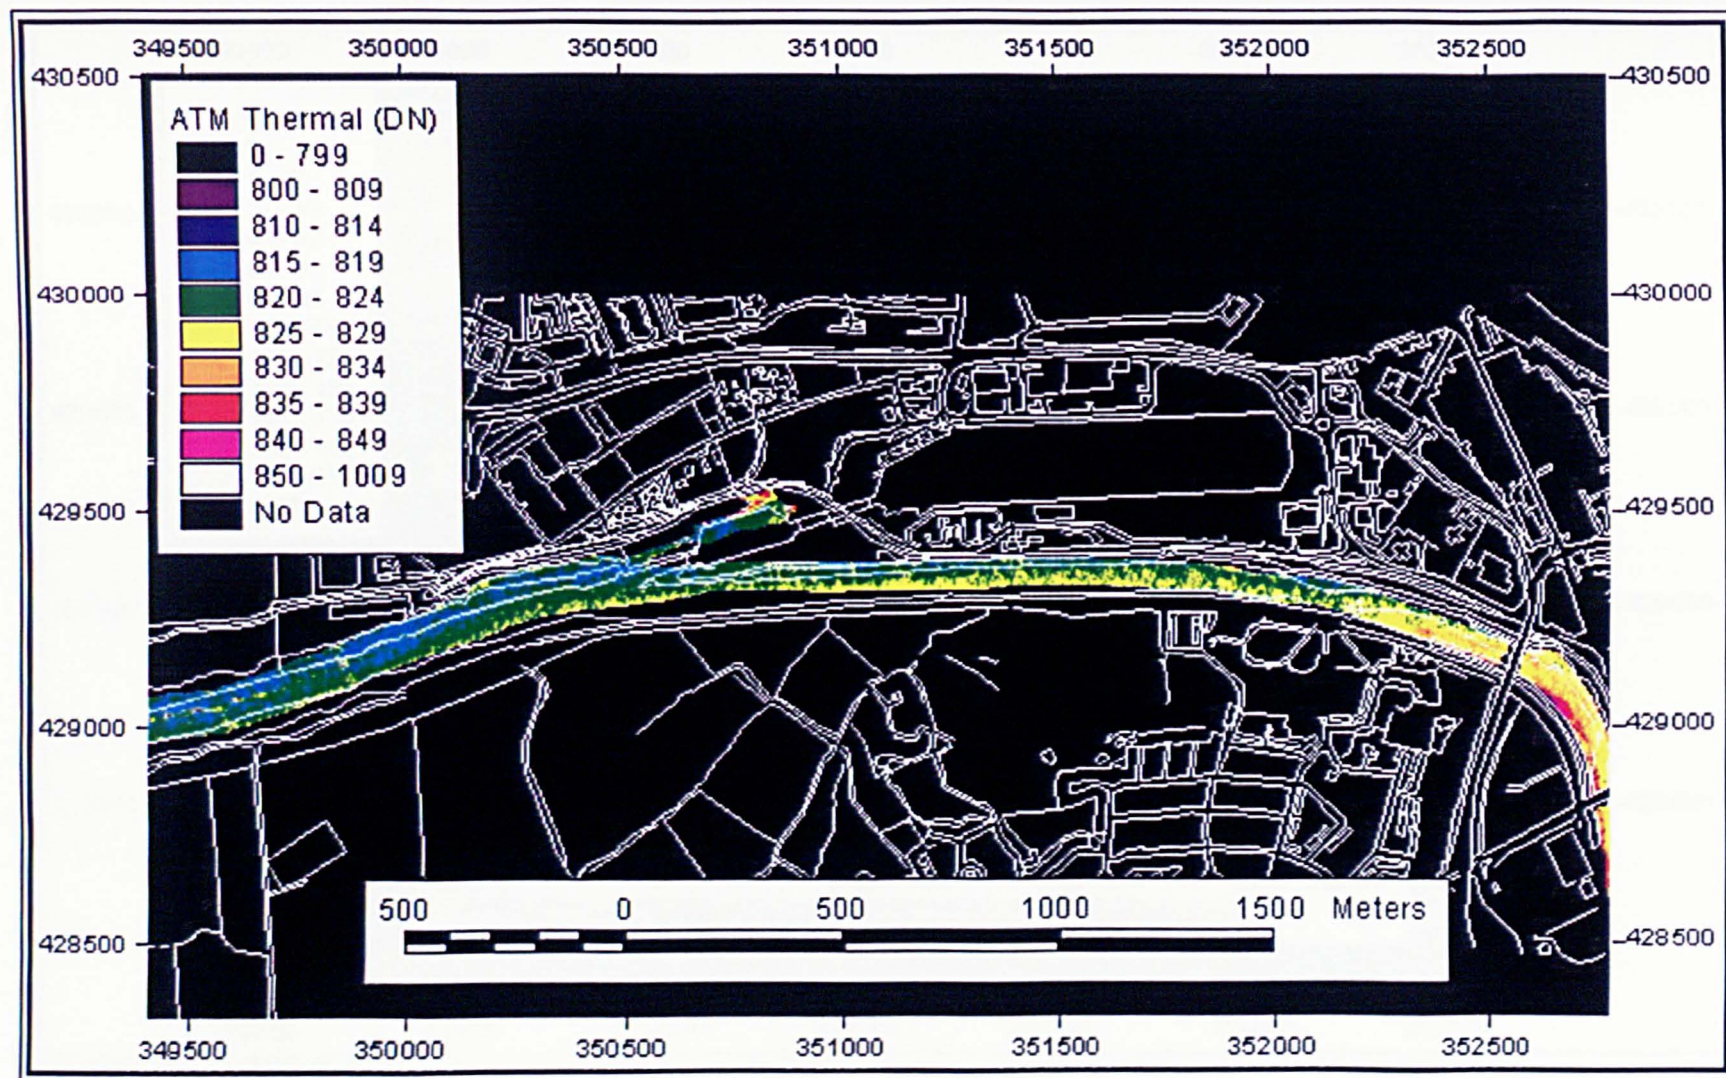 349500 350000 350500 351000 351500 352000 352500
430500 430500
ATM Thermal (DN)
0 - 799
800 - 809
810 - 814
815 - 819
820 - 824
825 - 829
830 - 834
835 - 839
840 - 849
850 - 1009
No Data
430000 430000
429500 429500
429000 429000
500 0 500 1000 1500 Meters
428500 428500
349500 350000 350500 351000 351500 352000 352500